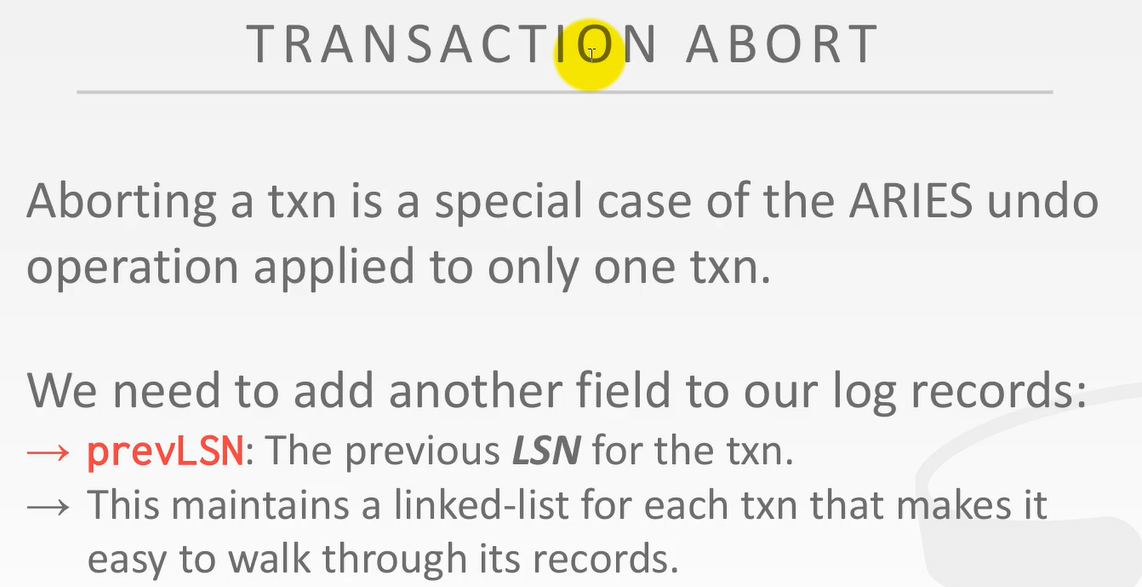 TRANSACTION ABORT
Aborting a txn is a special case of the ARIES undo
operation applied to only one txn.
We need to add another field to our log records:
→ prevLSN: The previous LSN for the txn.
→ This maintains a linked-list for each txn that makes it
easy to walk through its records.